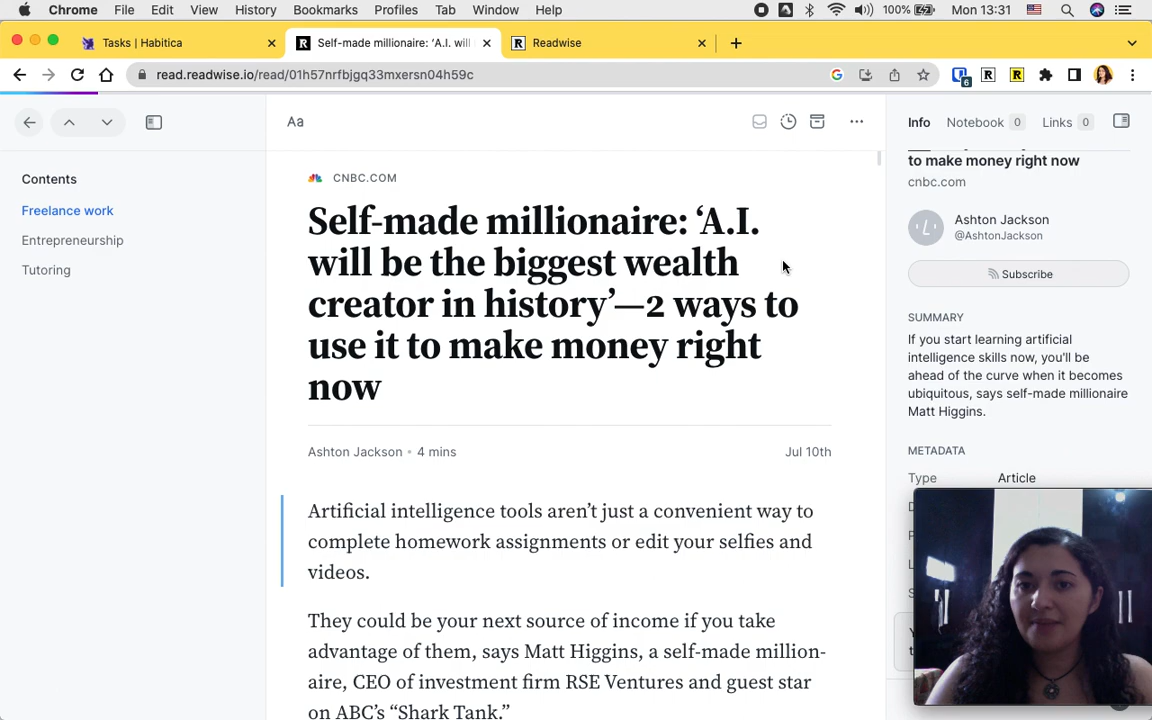 Chrome File Edit View History Bookmarks Profiles Tab Window Help 100% Mon 13:31
Tasks | Habitica
Self-made millionaire: ‘A.I. wil
Readwise
read.readwise.io/read/01h57nrfbjgq33mxersn04h59c
6
Aa
Info Notebook 0 Links 0
Contents
Freelance work
Entrepreneurship
Tutoring
CNBC.COM
Self-made millionaire: ‘A.I.
will be the biggest wealth
creator in history’—2 ways to
use it to make money right
now
Ashton Jackson • 4 mins
Jul 10th
Artificial intelligence tools aren’t just a convenient way to
complete homework assignments or edit your selfies and
videos.
They could be your next source of income if you take
advantage of them, says Matt Higgins, a self-made million-
aire, CEO of investment firm RSE Ventures and guest star
on ABC’s “Shark Tank.”
to make money right now
cnbc.com
Ashton Jackson
@AshtonJackson
Subscribe
SUMMARY
If you start learning artificial
intelligence skills now, you'll be
ahead of the curve when it becomes
ubiquitous, says self-made millionaire
Matt Higgins.
METADATA
Type Article